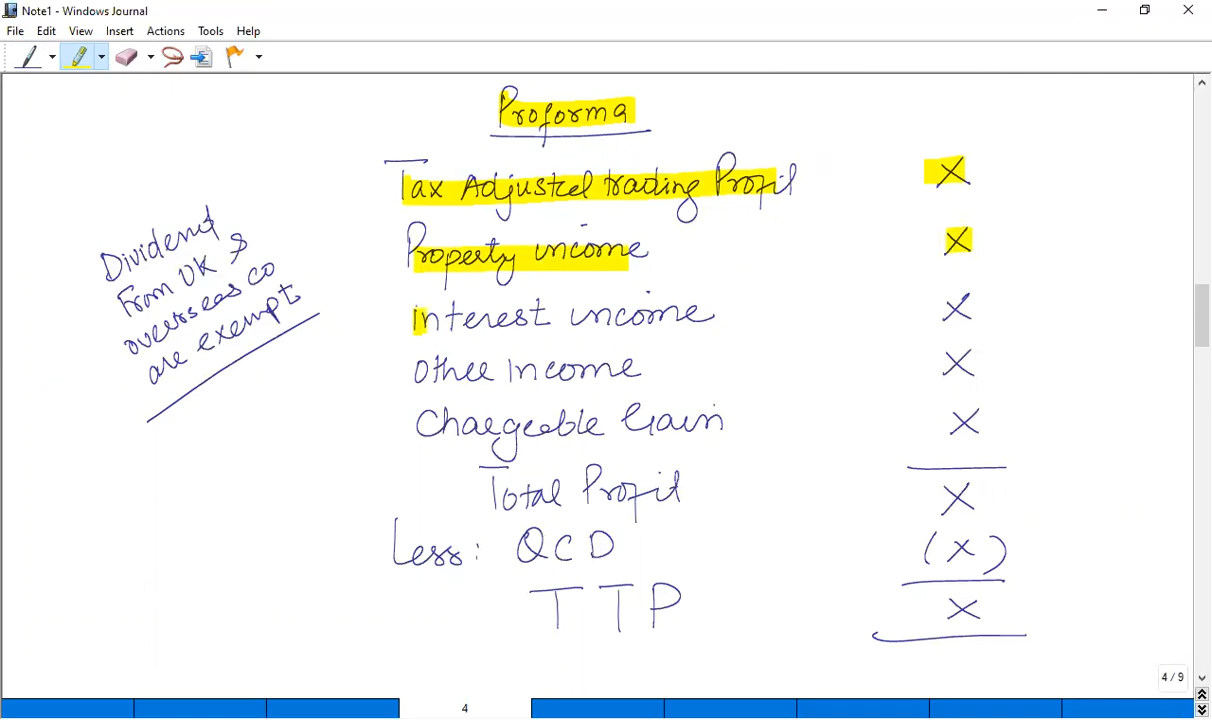 Note1 - Windows Journal
File Edit View Insert Actions Tools Help
Proforma
Tax Adjusted trading Profit X
Property income X
interest income X
Other Income X
Chargeable Gain X
Total Profit X
Less: QCD (X)
TTP X
Dividend
From UK &
overseas co
are exempt
4 / 9
4